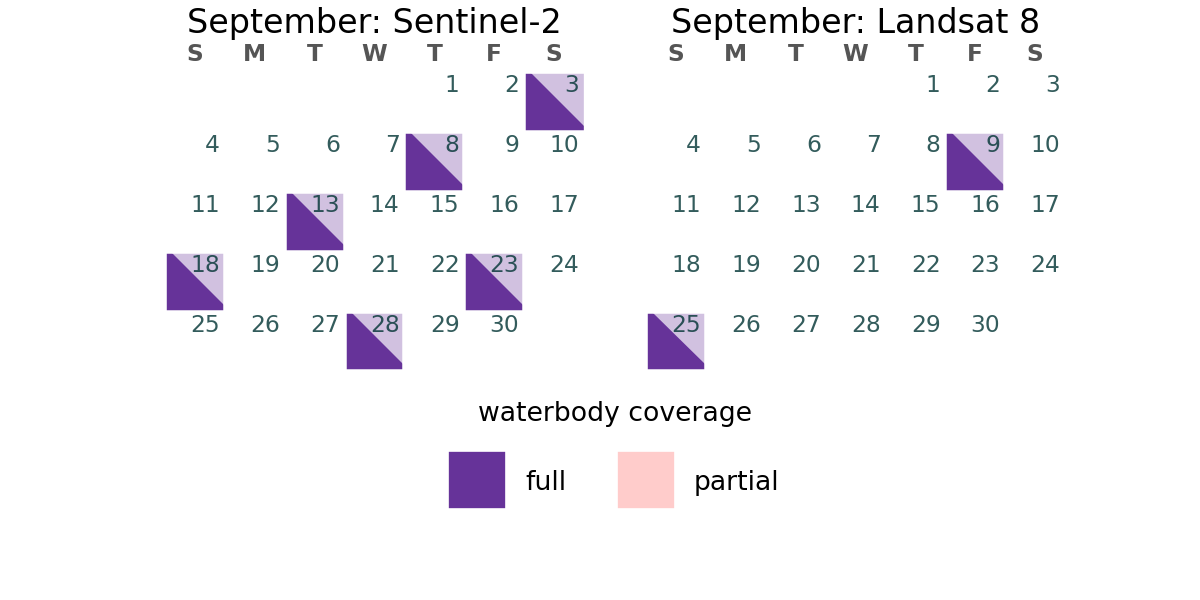 September: Sentinel-2
S M T W T F S
1 2 3
4 5 6 7 8 9 10
11 12 13 14 15 16 17
18 19 20 21 22 23 24
25 26 27 28 29 30
September: Landsat 8
S M T W T F S
1 2 3
4 5 6 7 8 9 10
11 12 13 14 15 16 17
18 19 20 21 22 23 24
25 26 27 28 29 30
waterbody coverage
full partial